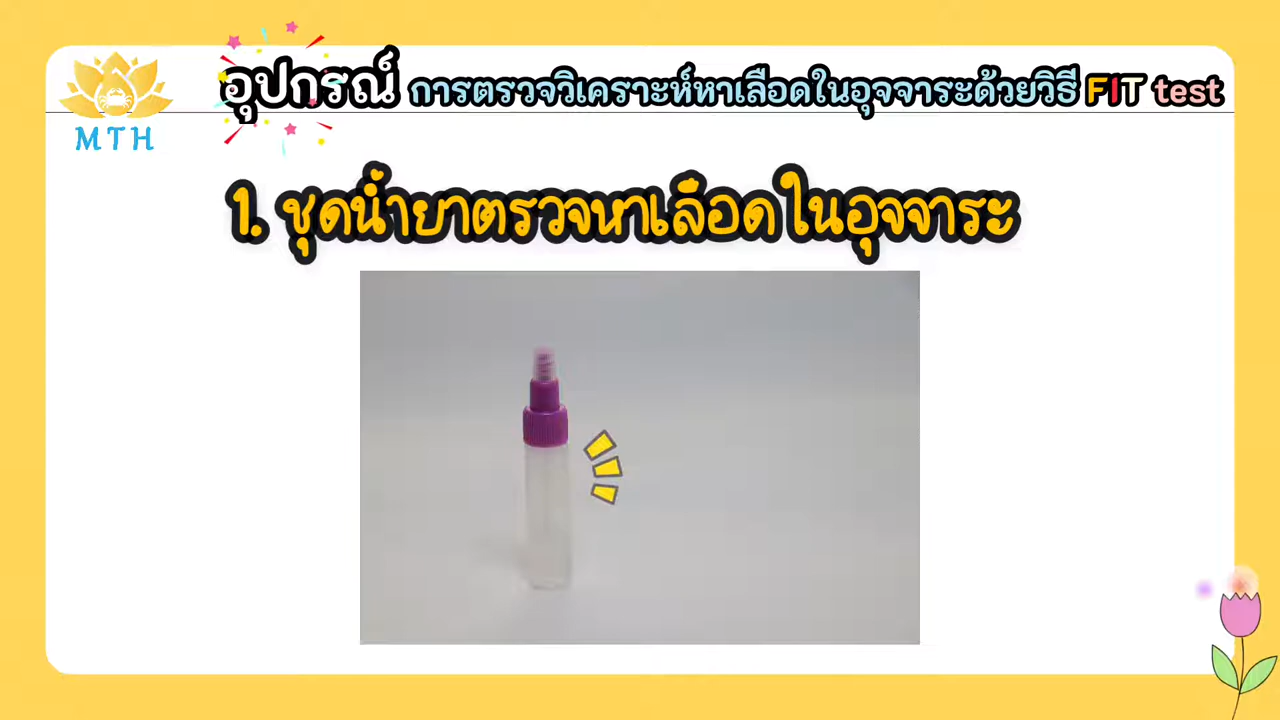 อุปกรณ์ การตรวจวิเคราะห์หาเลือดในอุจจาระด้วยวิธี FIT test
MTH
1. ชุดน้ำยาตรวจหาเลือดในอุจจาระ